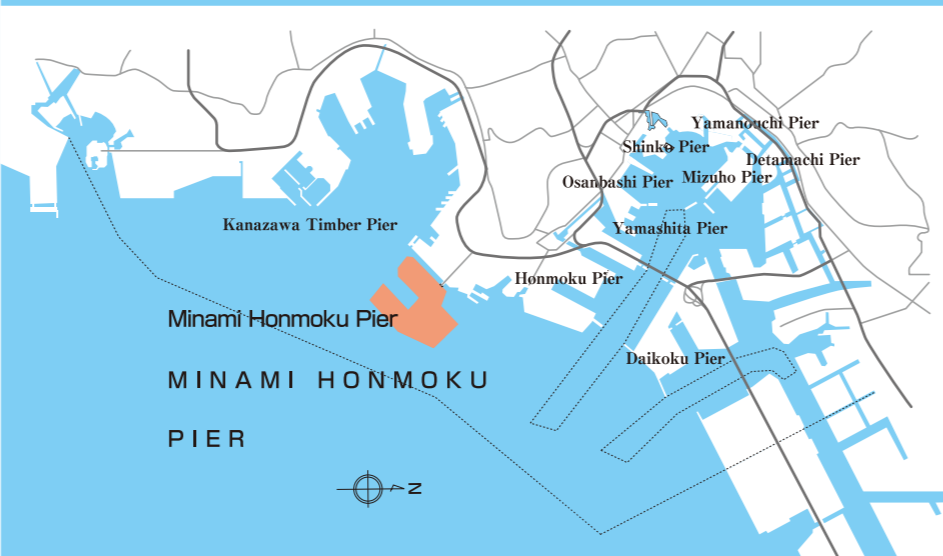 Yamanouchi Pier
Shinko Pier
Detamachi Pier
Osanbashi Pier
Mizuho Pier
Kanazawa Timber Pier
Yamashita Pier
Honmoku Pier
Minami Honmoku Pier
Daikoku Pier
MINAMI HONMOKU
PIER
N